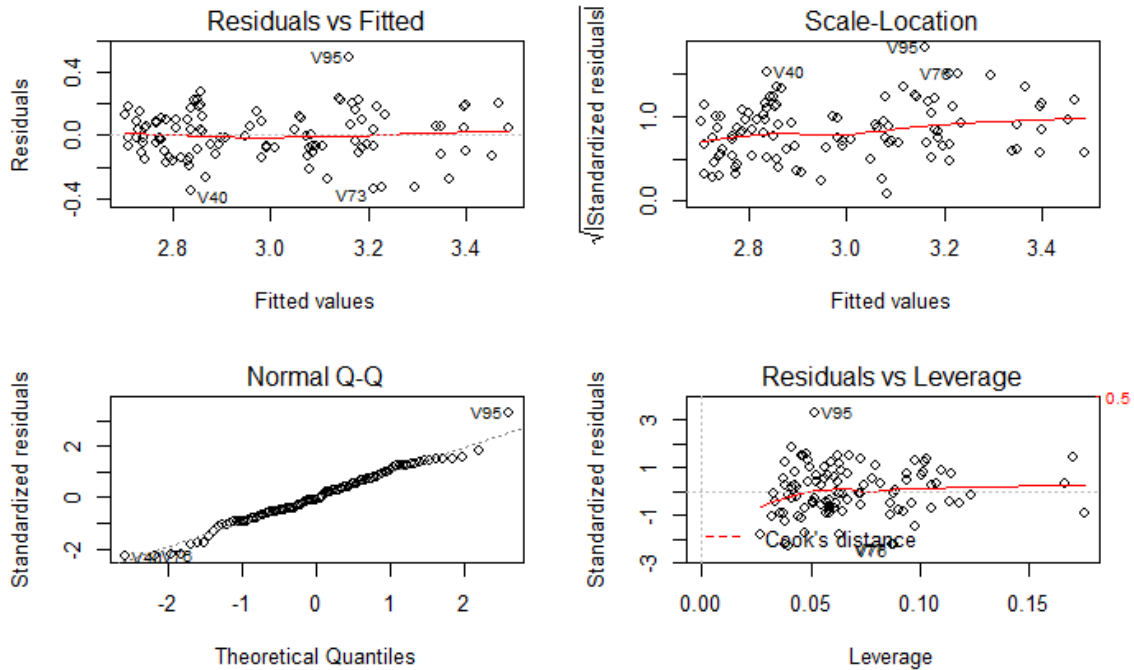 Residuals vs Fitted
Residuals
-0.4
0.0
0.4
V95
V40
V73
2.8
3.0
3.2
3.4
Fitted values
Scale-Location
√|Standardized residuals|
0.0
1.0
V95
V40
V76
2.8
3.0
3.2
3.4
Fitted values
Normal Q-Q
Standardized residuals
-2
0
2
V95
V40
V76
-2
-1
0
1
2
Theoretical Quantiles
Residuals vs Leverage
Standardized residuals
-3
-1
1
3
0.5
V95
Cook's distance
V76
0.00
0.05
0.10
0.15
Leverage